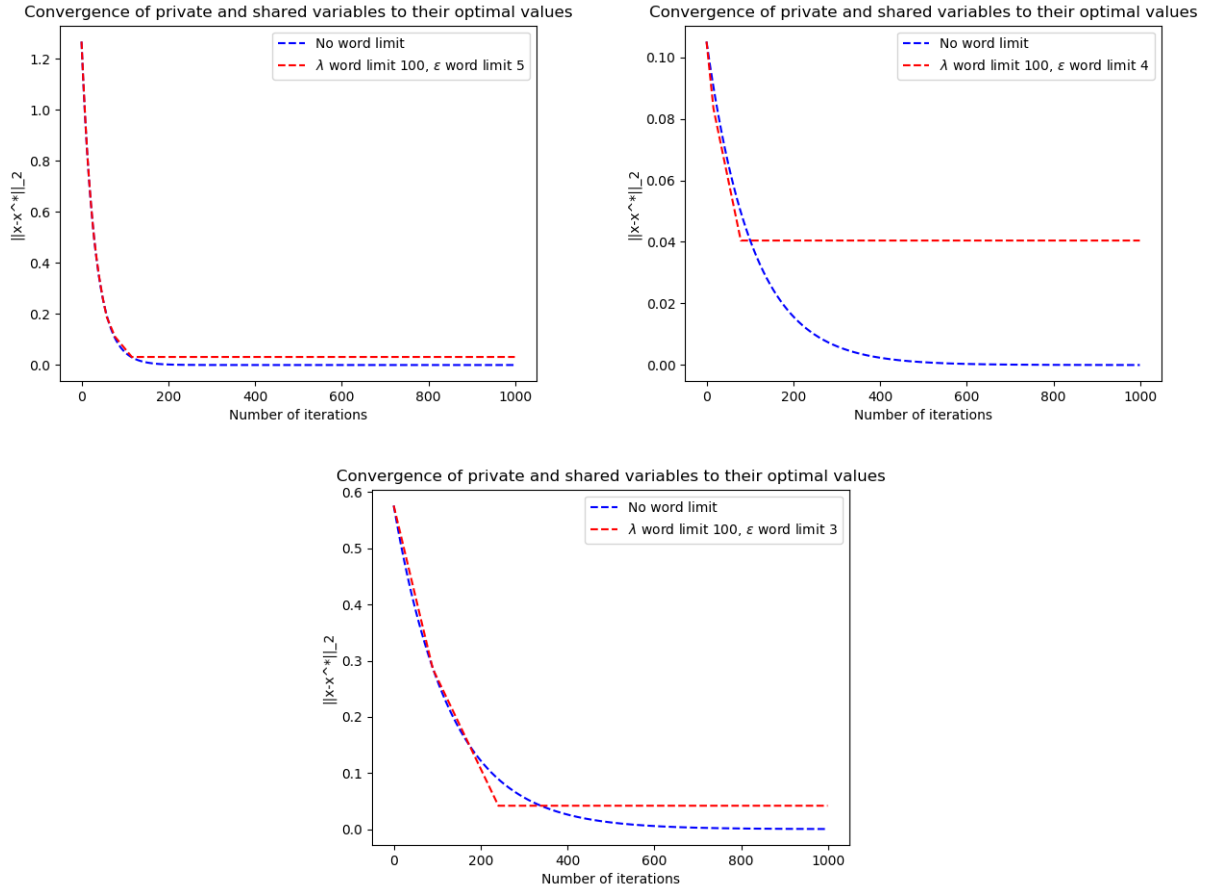 Convergence of private and shared variables to their optimal values
No word limit
λ word limit 100, ε word limit 5
1.2
1.0
0.8
0.6
0.4
0.2
0.0
||x-x^*||_2
0 200 400 600 800 1000
Number of iterctions
Convergence of private and shared variables to their optimal values
No word limit
λ word limit 100, ε word limit 4
0.10
0.08
0.06
0.04
0.02
0.00
||x-x^*||_2
0 200 400 600 800 1000
Number of iterctions
Convergence of private and shared variables to their optimal values
No word limit
λ word limit 100, ε word limit 3
0.6
0.5
0.4
0.3
0.2
0.1
0.0
||x-x^*||_2
0 200 400 600 800 1000
Number of iterctions